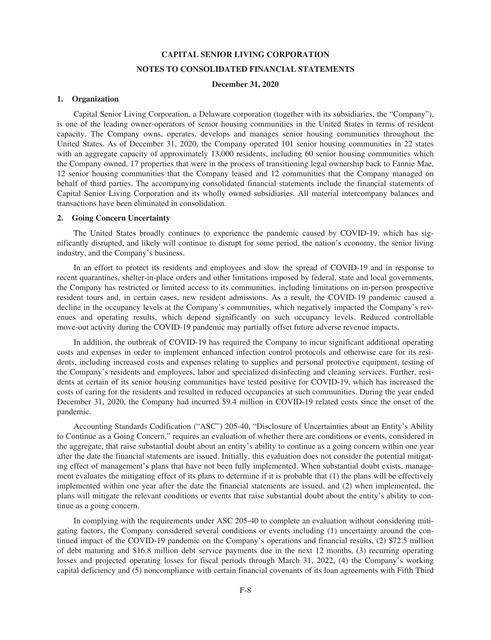 CAPITAL SENIOR LIVING CORPORATION
NOTES TO CONSOLIDATED FINANCIAL STATEMENTS
December 31, 2020
1. Organization
Capital Senior Living Corporation, a Delaware corporation (together with its subsidiaries, the “Company”),
is one of the leading owner-operators of senior housing communities in the United States in terms of resident
capacity. The Company owns, operates, develops and manages senior housing communities throughout the
United States. As of December 31, 2020, the Company operated 101 senior housing communities in 22 states
with an aggregate capacity of approximately 13,000 residents, including 60 senior housing communities which
the Company owned, 17 properties that were in the process of transitioning legal ownership back to Fannie Mae,
12 senior housing communities that the Company leased and 12 communities that the Company managed on
behalf of third parties. The accompanying consolidated financial statements include the financial statements of
Capital Senior Living Corporation and its wholly owned subsidiaries. All material intercompany balances and
transactions have been eliminated in consolidation.
2. Going Concern Uncertainty
The United States broadly continues to experience the pandemic caused by COVID-19, which has sig-
nificantly disrupted, and likely will continue to disrupt for some period, the nation’s economy, the senior living
industry, and the Company’s business.
In an effort to protect its residents and employees and slow the spread of COVID-19 and in response to
recent quarantines, shelter-in-place orders and other limitations imposed by federal, state and local governments,
the Company has restricted or limited access to its communities, including limitations on in-person prospective
resident tours and, in certain cases, new resident admissions. As a result, the COVID-19 pandemic caused a
decline in the occupancy levels at the Company’s communities, which negatively impacted the Company’s rev-
enues and operating results, which depend significantly on such occupancy levels. Reduced controllable
move-out activity during the COVID-19 pandemic may partially offset future adverse revenue impacts.
In addition, the outbreak of COVID-19 has required the Company to incur significant additional operating
costs and expenses in order to implement enhanced infection control protocols and otherwise care for its resi-
dents, including increased costs and expenses relating to supplies and personal protective equipment, testing of
the Company’s residents and employees, labor and specialized disinfecting and cleaning services. Further, resi-
dents at certain of its senior housing communities have tested positive for COVID-19, which has increased the
costs of caring for the residents and resulted in reduced occupancies at such communities. During the year ended
December 31, 2020, the Company had incurred $9.4 million in COVID-19 related costs since the onset of the
pandemic.
Accounting Standards Codification (“ASC”) 205-40, “Disclosure of Uncertainties about an Entity’s Ability
to Continue as a Going Concern,” requires an evaluation of whether there are conditions or events, considered in
the aggregate, that raise substantial doubt about an entity’s ability to continue as a going concern within one year
after the date the financial statements are issued. Initially, this evaluation does not consider the potential mitigat-
ing effect of management’s plans that have not been fully implemented. When substantial doubt exists, manage-
ment evaluates the mitigating effect of its plans to determine if it is probable that (1) the plans will be effectively
implemented within one year after the date the financial statements are issued, and (2) when implemented, the
plans will mitigate the relevant conditions or events that raise substantial doubt about the entity’s ability to con-
tinue as a going concern.
In complying with the requirements under ASC 205-40 to complete an evaluation without considering miti-
gating factors, the Company considered several conditions or events including (1) uncertainty around the con-
tinued impact of the COVID-19 pandemic on the Company’s operations and financial results, (2) $72.5 million
of debt maturing and $16.8 million debt service payments due in the next 12 months, (3) recurring operating
losses and projected operating losses for fiscal periods through March 31, 2022, (4) the Company’s working
capital deficiency and (5) noncompliance with certain financial covenants of its loan agreements with Fifth Third
F-8